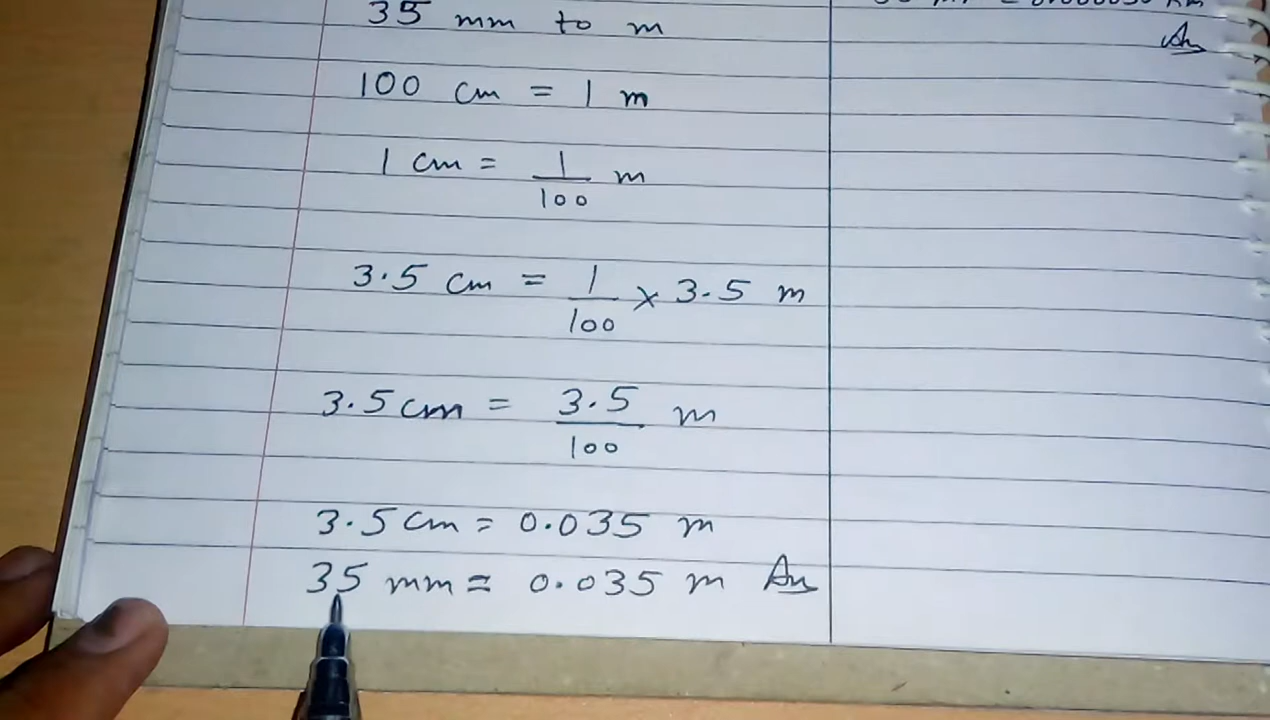 35 mm to m
100 cm = 1 m
1 cm = 1/100 m
3.5 cm = 1/100 × 3.5 m
3.5 cm = 3.5/100 m
3.5 cm = 0.035 m
35 mm = 0.035 m Ans
Ans